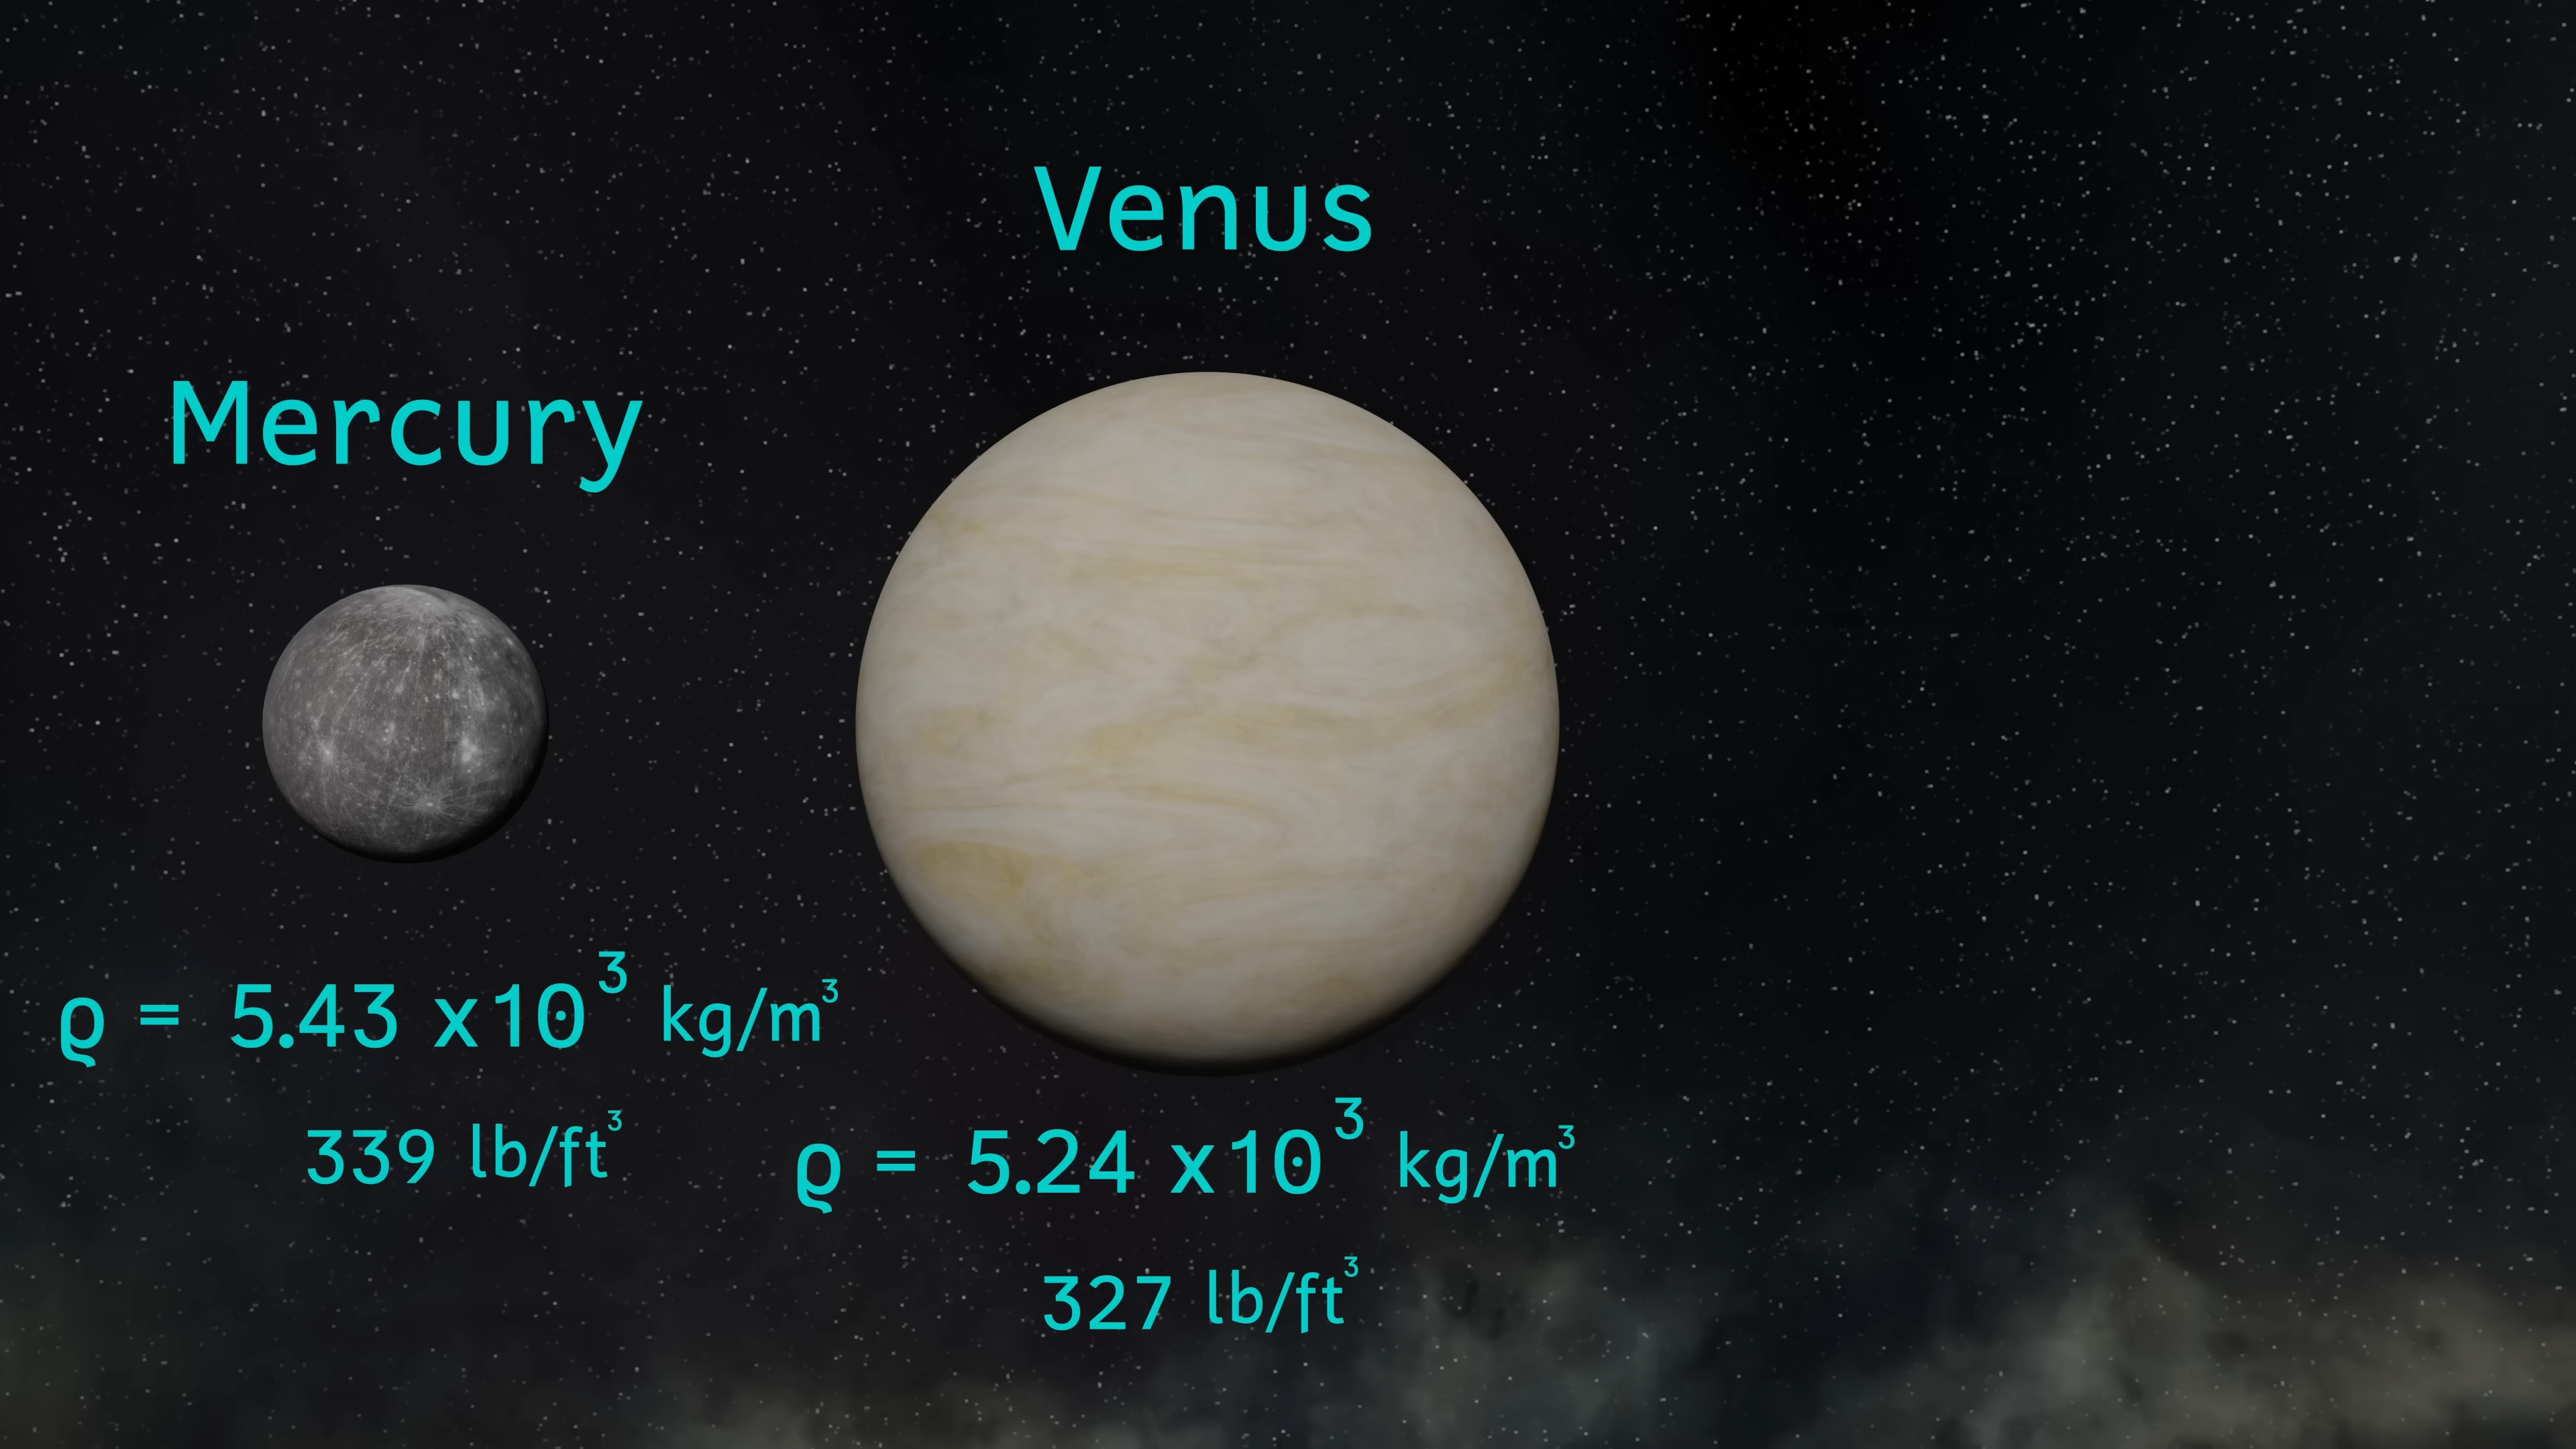 Venus
Mercury
ϱ = 5.43 x10³ kg/m³
339 lb/ft³
ϱ = 5.24 x10³ kg/m³
327 lb/ft³